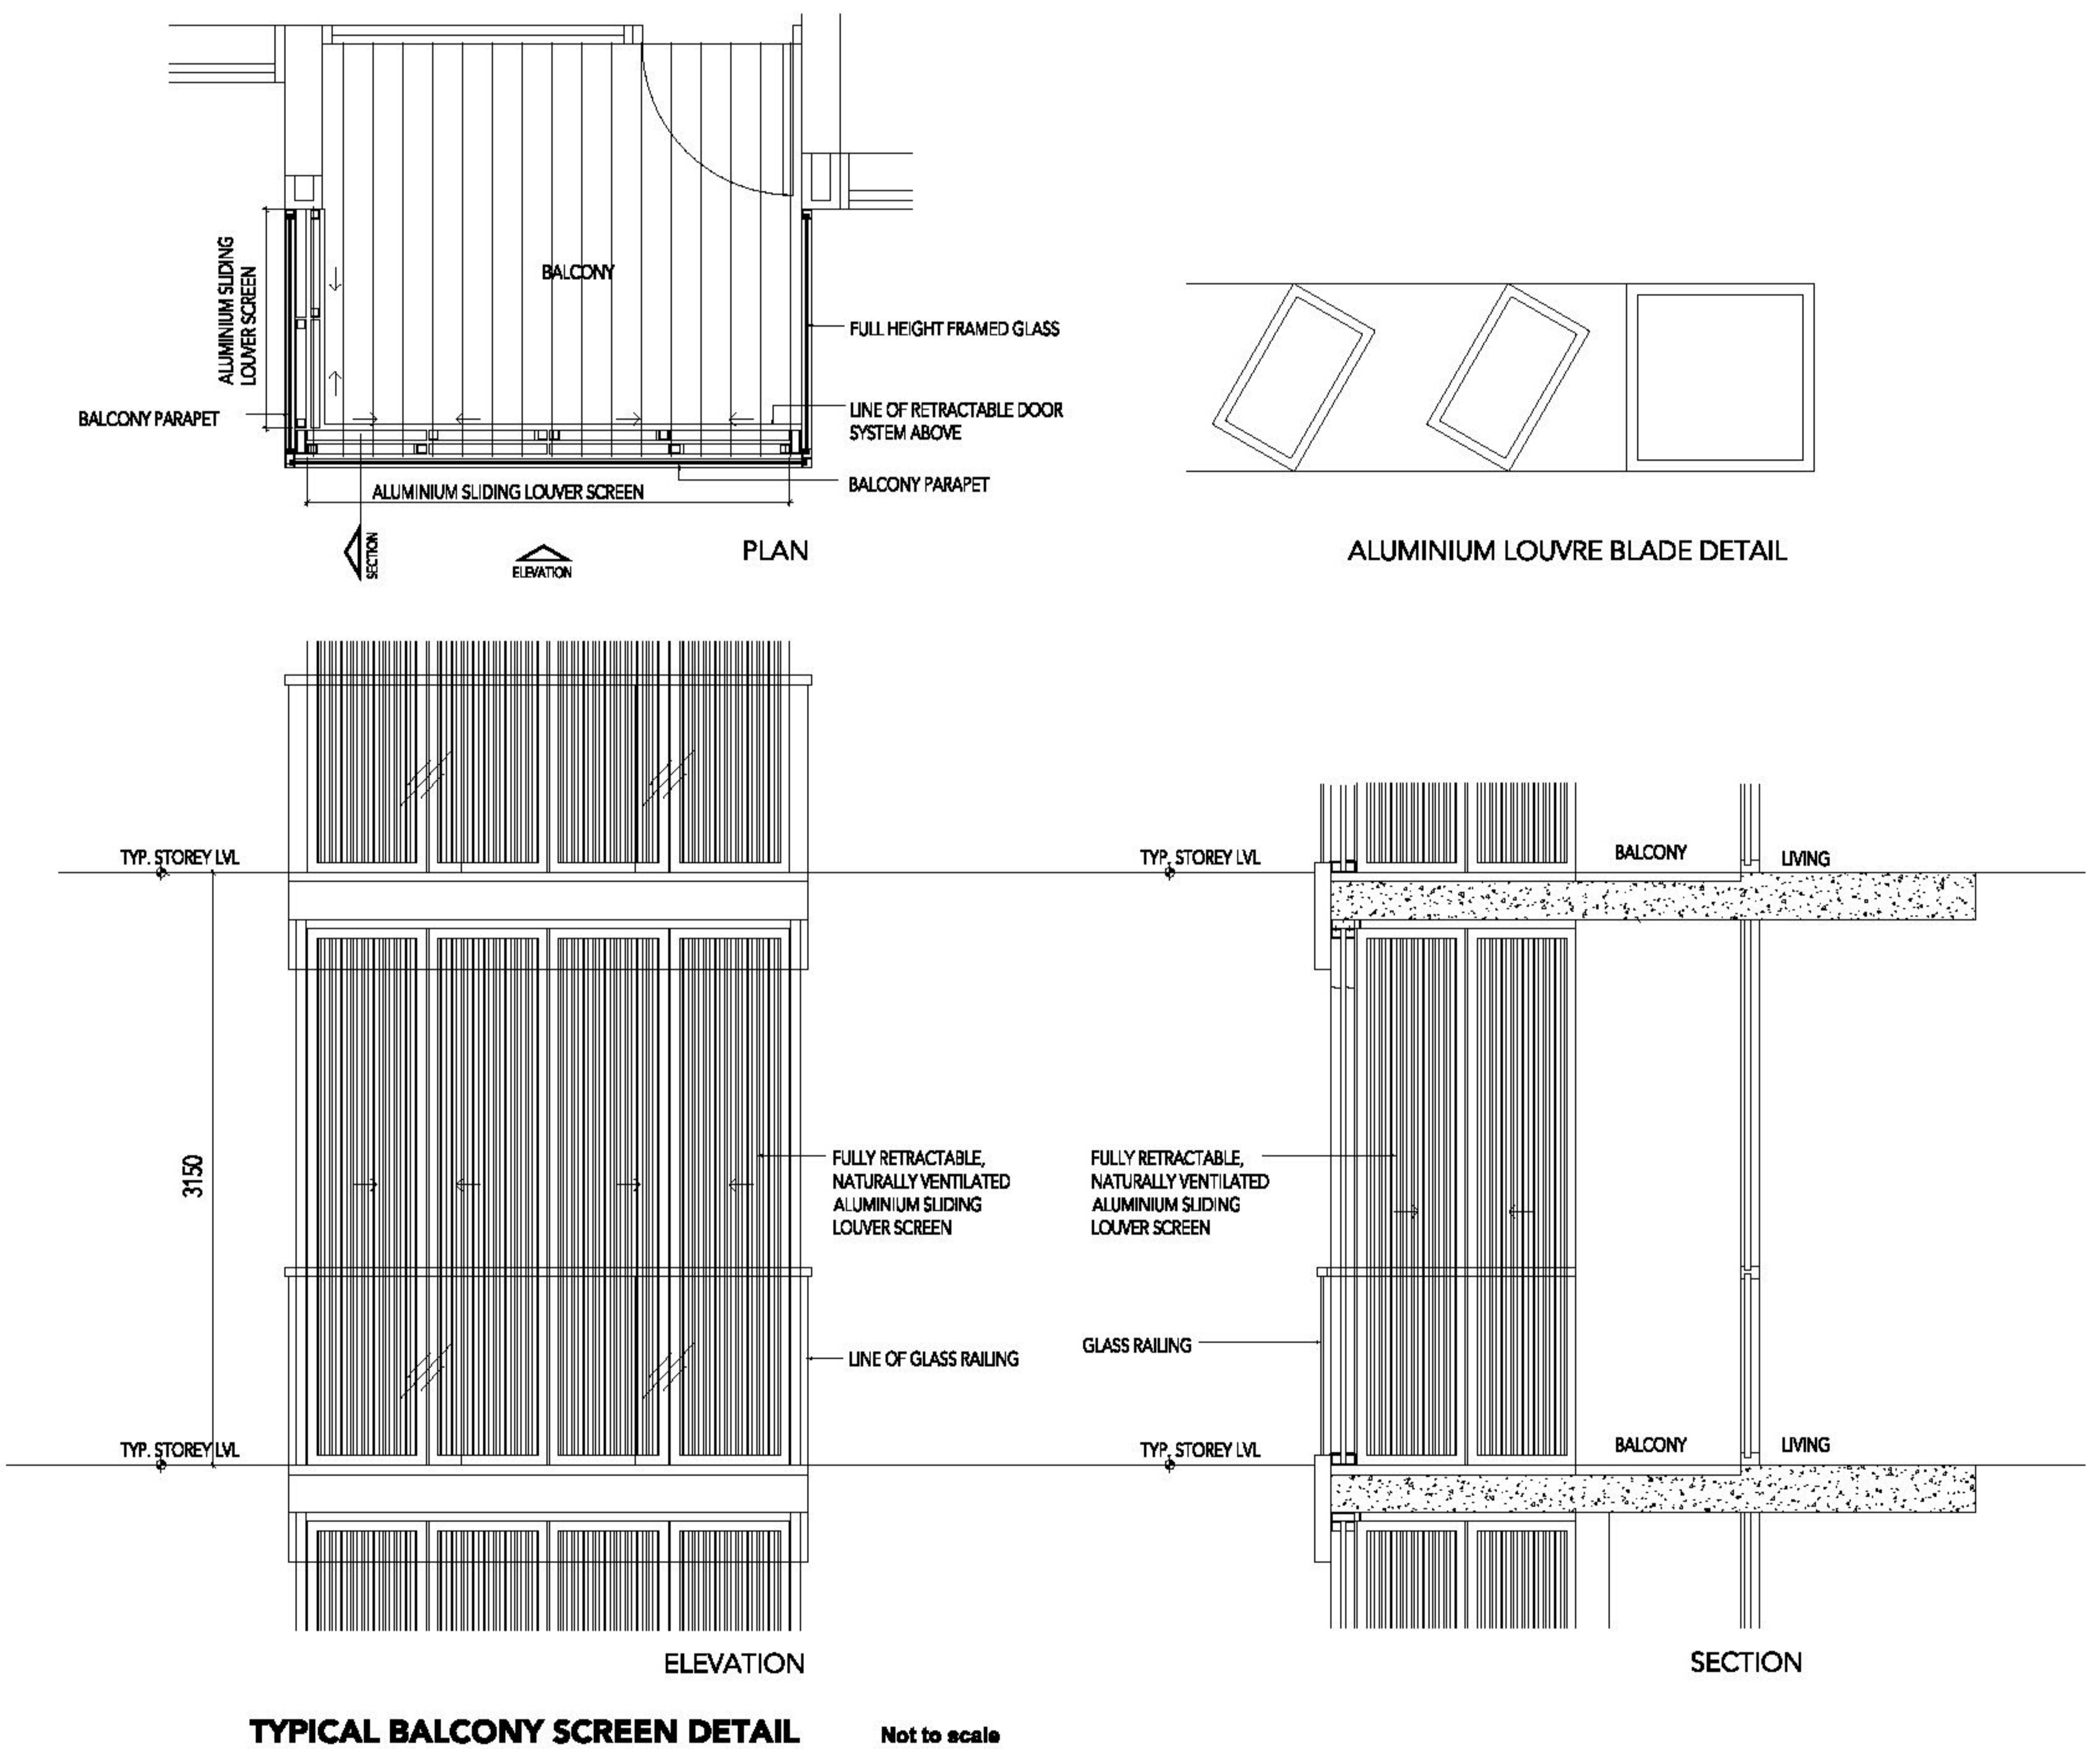 ALUMINIUM SLIDING
LOUVER SCREEN
BALCONY
FULL HEIGHT FRAMED GLASS
BALCONY PARAPET
LINE OF RETRACTABLE DOOR
SYSTEM ABOVE
BALCONY PARAPET
ALUMINIUM SLIDING LOUVER SCREEN
SECTION
ELEVATION
PLAN
ALUMINIUM LOUVRE BLADE DETAIL
TYP. STOREY LVL
3150
FULLY RETRACTABLE,
NATURALLY VENTILATED
ALUMINIUM SLIDING
LOUVER SCREEN
LINE OF GLASS RAILING
TYP. STOREY LVL
ELEVATION
TYP. STOREY LVL
BALCONY
LIVING
FULLY RETRACTABLE,
NATURALLY VENTILATED
ALUMINIUM SLIDING
LOUVER SCREEN
GLASS RAILING
TYP. STOREY LVL
BALCONY
LIVING
SECTION
TYPICAL BALCONY SCREEN DETAIL
Not to scale